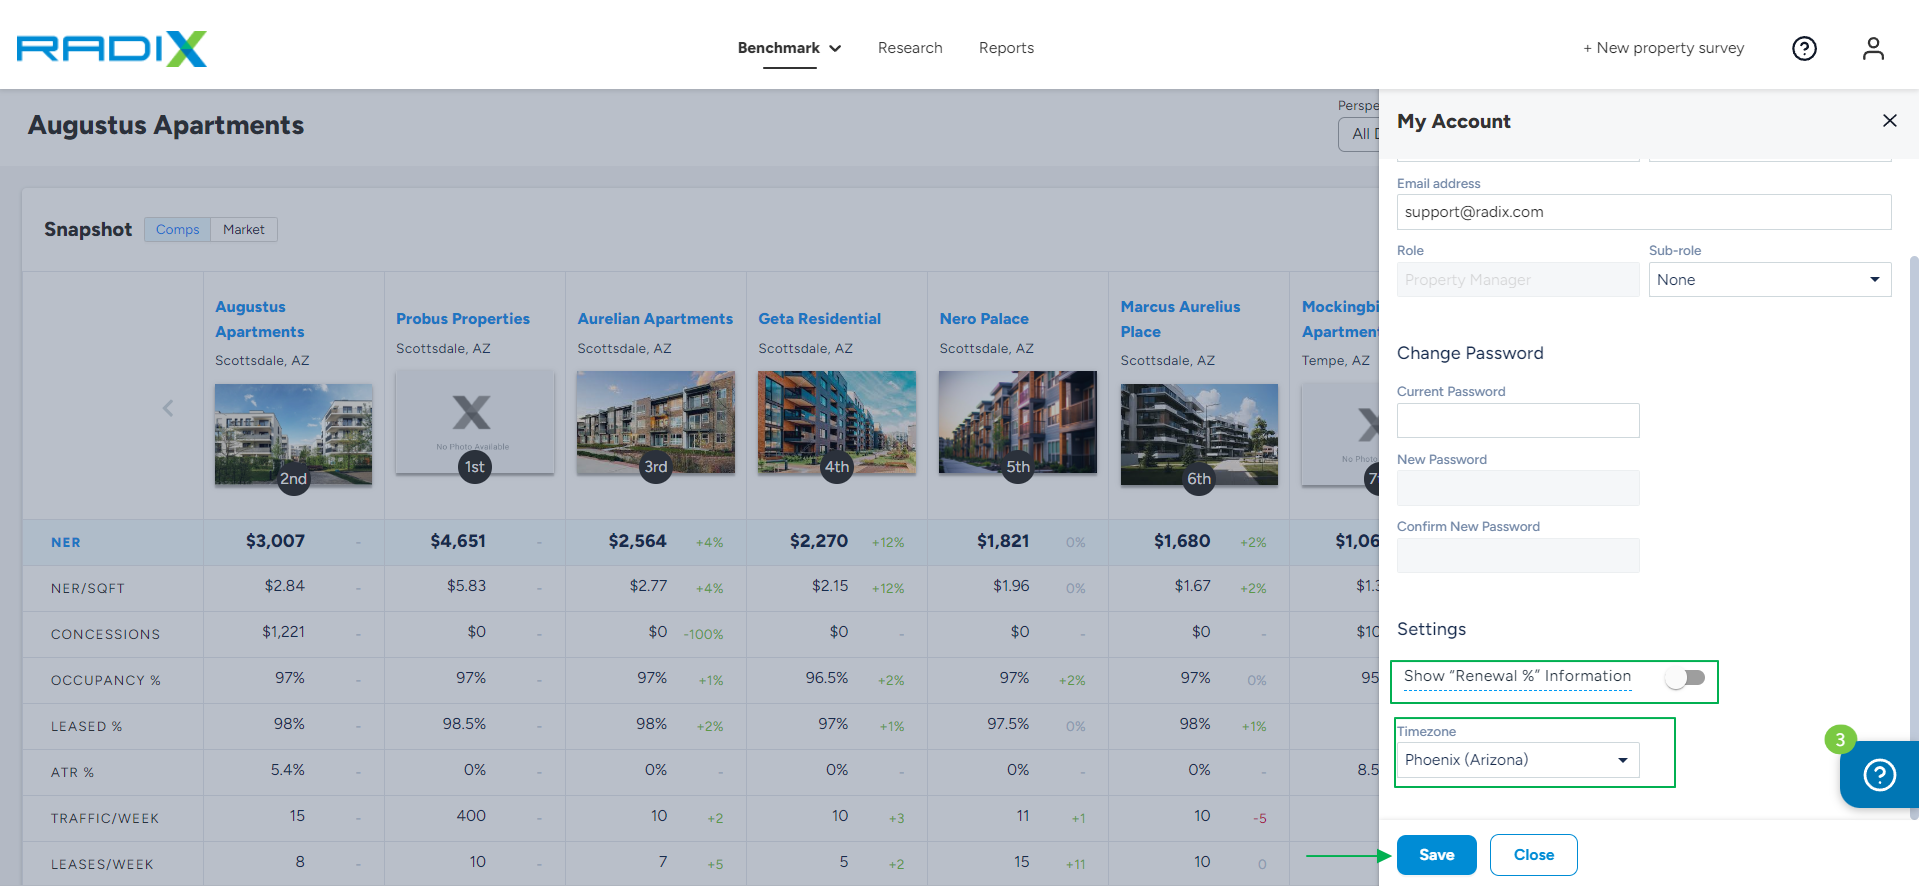 RADIX
Benchmark
Research
Reports
+ New property survey
Augustus Apartments
Perspe
All D
Snapshot
Comps
Market
Augustus Apartments
Scottsdale, AZ
2nd
Probus Properties
Scottsdale, AZ
No Photo Available
1st
Aurelian Apartments
Scottsdale, AZ
3rd
Geta Residential
Scottsdale, AZ
4th
Nero Palace
Scottsdale, AZ
5th
Marcus Aurelius Place
Scottsdale, AZ
6th
Mockingbi
Apartment
Tempe, AZ
No Photo
7
NER $3,007 - $4,651 - $2,564 +4% $2,270 +12% $1,821 0% $1,680 +2% $1,06
NER/SQFT $2.84 - $5.83 - $2.77 +4% $2.15 +12% $1.96 0% $1.67 +2% $1.3
CONCESSIONS $1,221 - $0 - $0 -100% $0 - $0 - $0 - $10
OCCUPANCY % 97% - 97% - 97% +1% 96.5% +2% 97% +2% 97% 0% 95
LEASED % 98% - 98.5% - 98% +2% 97% +1% 97.5% 0% 98% +1%
ATR % 5.4% - 0% - 0% - 0% - 0% - 0% - 8.5
TRAFFIC/WEEK 15 - 400 - 10 +2 10 +3 11 +1 10 -5
LEASES/WEEK 8 - 10 - 7 +5 5 +2 15 +11 10 0
My Account
Email address
support@radix.com
Role
Property Manager
Sub-role
None
Change Password
Current Password
New Password
Confirm New Password
Settings
Show “Renewal %” Information
Timezone
Phoenix (Arizona)
3
Save
Close